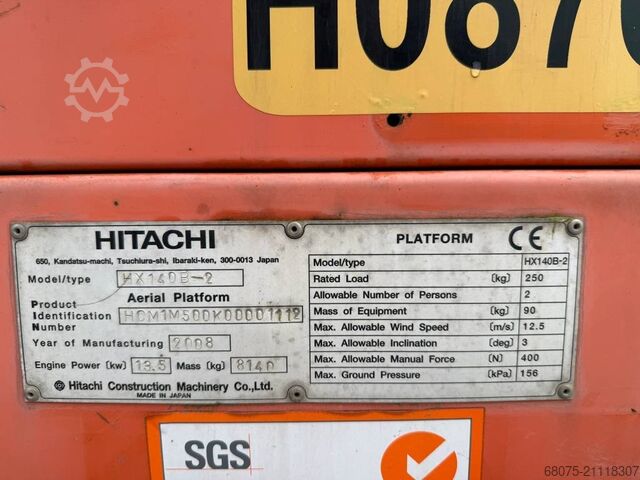 H0870
HITACHI
650, Kandatsu-machi, Tsuchiura-shi, Ibaraki-ken, 300-0013 Japan
Model/type HX140B-2
Product Identification Number Aerial Platform HCM1M500K00001112
Year of Manufacturing 2008
Engine Power [kw] 13.5 Mass [kg] 8140
Hitachi Construction Machinery Co., Ltd.
MADE IN JAPAN
PLATFORM CE
Model/type HX140B-2
Rated Load [kg] 250
Allowable Number of Persons 2
Mass of Equipment [kg] 90
Max. Allowable Wind Speed [m/s] 12.5
Max. Allowable Inclination [deg] 3
Max. Allowable Manual Force [N] 400
Max. Ground Pressure [kPa] 156
SGS
68075-21118307